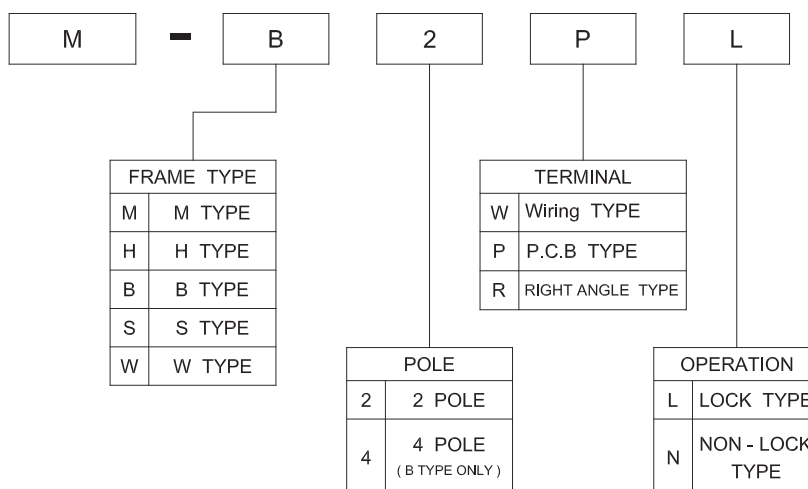 M - B 2 P L
FRAME TYPE
M M TYPE
H H TYPE
B B TYPE
S S TYPE
W W TYPE
TERMINAL
W Wiring TYPE
P P.C.B TYPE
R RIGHT ANGLE TYPE
POLE
2 2 POLE
4 4 POLE
( B TYPE ONLY )
OPERATION
L LOCK TYPE
N NON - LOCK
TYPE